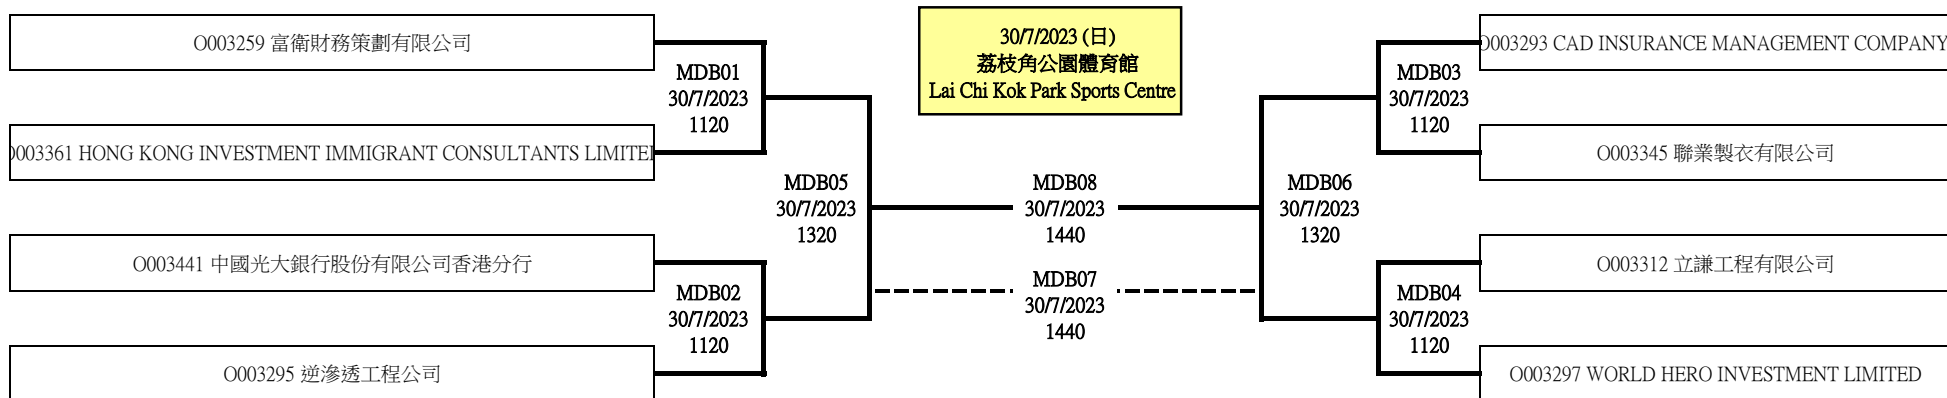 O003259 富衛財務策劃有限公司
30/7/2023 (日)
荔枝角公園體育館
Lai Chi Kok Park Sports Centre
O003293 CAD INSURANCE MANAGEMENT COMPANY
MDB01
30/7/2023
1120
MDB03
30/7/2023
1120
O003361 HONG KONG INVESTMENT IMMIGRANT CONSULTANTS LIMITED
O003345 聯業製衣有限公司
MDB05
30/7/2023
1320
MDB08
30/7/2023
1440
MDB06
30/7/2023
1320
O003441 中國光大銀行股份有限公司香港分行
O003312 立謙工程有限公司
MDB02
30/7/2023
1120
MDB07
30/7/2023
1440
MDB04
30/7/2023
1120
O003295 逆滲透工程公司
O003297 WORLD HERO INVESTMENT LIMITED